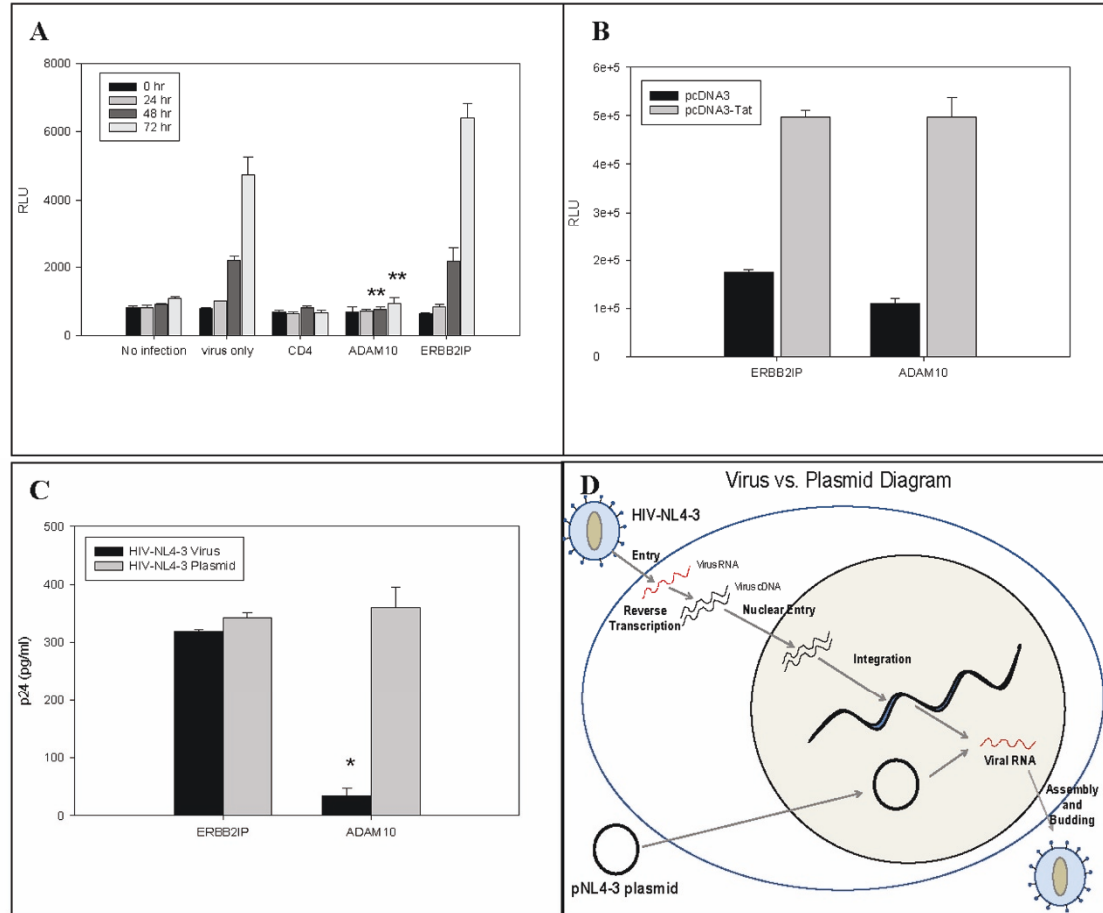 A
8000
6000
4000
2000
0
RLU
0 hr
24 hr
48 hr
72 hr
**
**
No infection
virus only
CD4
ADAM10
ERBB2IP
B
6e+5
5e+5
4e+5
3e+5
2e+5
1e+5
0
RLU
pcDNA3
pcDNA3-Tat
ERBB2IP
ADAM10
C
500
400
300
200
100
0
p24 (pg/ml)
HIV-NL4-3 Virus
HIV-NL4-3 Plasmid
*
ERBB2IP
ADAM10
D
Virus vs. Plasmid Diagram
HIV-NL4-3
Entry
Virus RNA
Reverse
Transcription
Virus cDNA
Nuclear Entry
Integration
Viral RNA
Assembly
and
Budding
pNL4-3 plasmid